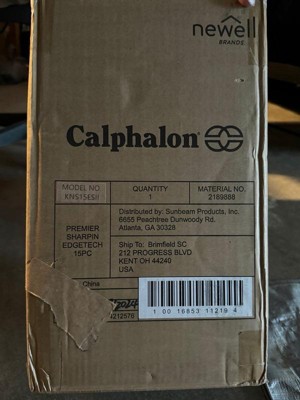 newell
BRANDS
Calphalon
MODEL NO.
QUANTITY
1
MATERIAL NO.
2189888
PREMIER
SHARPIN
EDGETECH
15PC
Distributed by: Sunbeam Products, Inc.
6655 Peachtree Dunwoody Rd.
Atlanta, GA 30328
Ship To: Brimfield SC
212 PROGRESS BLVD
KENT OH 44240
USA
China
1 00 16853 11219 4